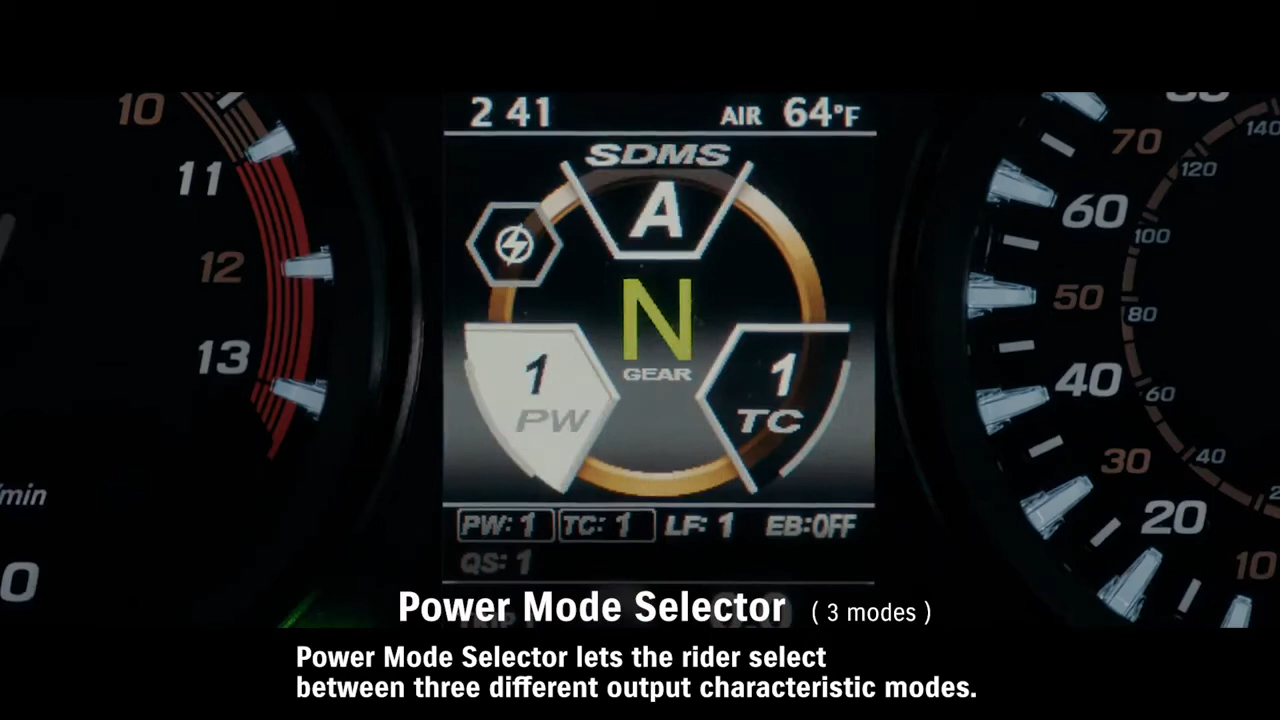 2 41 AIR 64°F
SDMS
A
N
GEAR
1
PW
1
TC
PW: 1 TC: 1 LF: 1 EB:OFF
QS: 1
TRIP 1
10
11
12
13
/min
0
70
60
50
40
30
20
10
140
120
100
80
60
40
Power Mode Selector ( 3 modes )
Power Mode Selector lets the rider select
between three different output characteristic modes.